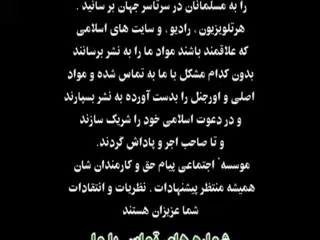 را به مسلمانان در سرتاسر جهان بر سانید .
هرتلویزیون ، رادیو ، و سایت های اسلامی
که علاقمند باشند مواد ما را به نشر برسانند
بدون کدام مشکل با ما به تماس شده و مواد
اصلی و اورجنل را بدست آورده به نشر بسپارند
و در دعوت اسلامی خود را شریک سازند
و تا صاحب اجر و پاداش گردند.
موسسهٔ اجتماعی پیام حق و کارمندان شان
همیشه منتظر پیشنهادات ، نظریات و انتقادات
شما عزیزان هستند